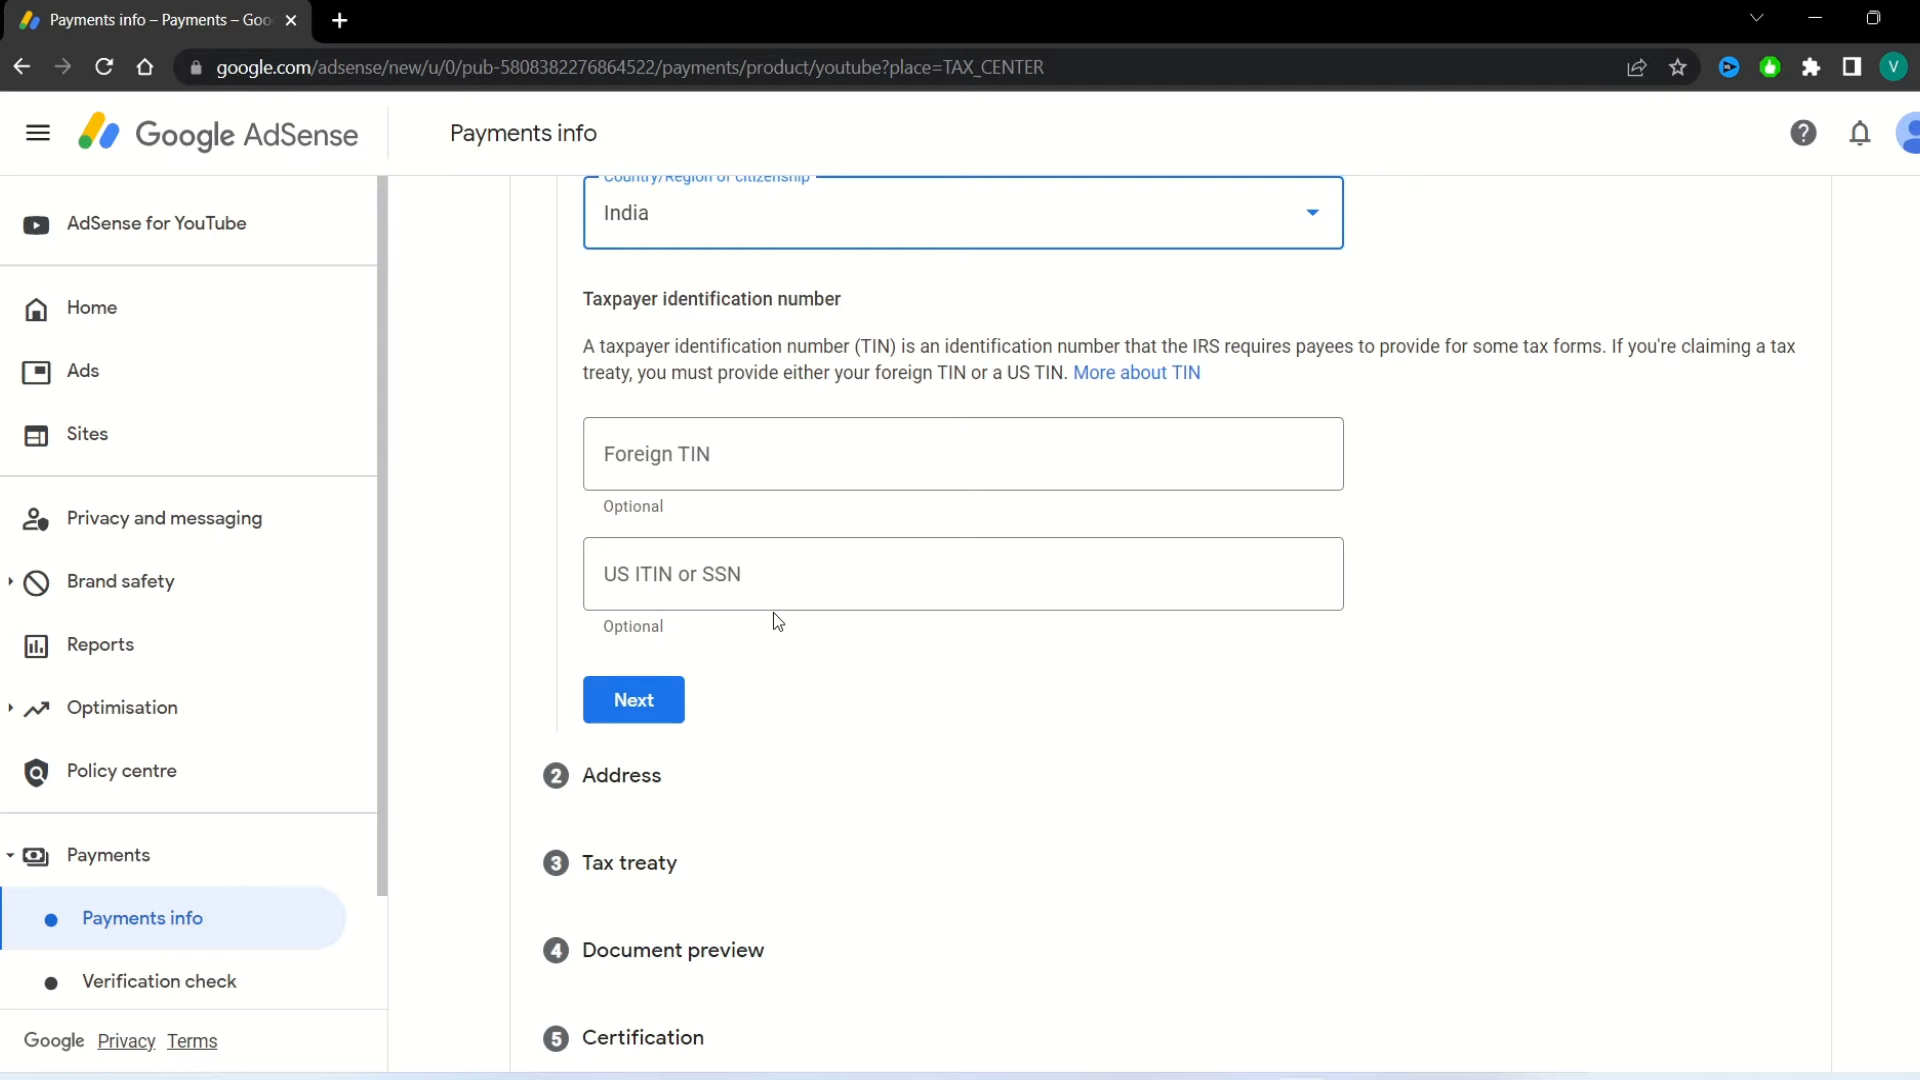 Payments info – Payments – Goo
google.com/adsense/new/u/0/pub-5808382276864522/payments/product/youtube?place=TAX_CENTER
V
Google AdSense
Payments info
AdSense for YouTube
Home
Ads
Sites
Privacy and messaging
Brand safety
Reports
Optimisation
Policy centre
Payments
Payments info
Verification check
Google Privacy Terms
Country/Region of citizenship
India
Taxpayer identification number
A taxpayer identification number (TIN) is an identification number that the IRS requires payees to provide for some tax forms. If you're claiming a tax
treaty, you must provide either your foreign TIN or a US TIN. More about TIN
Foreign TIN
Optional
US ITIN or SSN
Optional
Next
2 Address
3 Tax treaty
4 Document preview
5 Certification